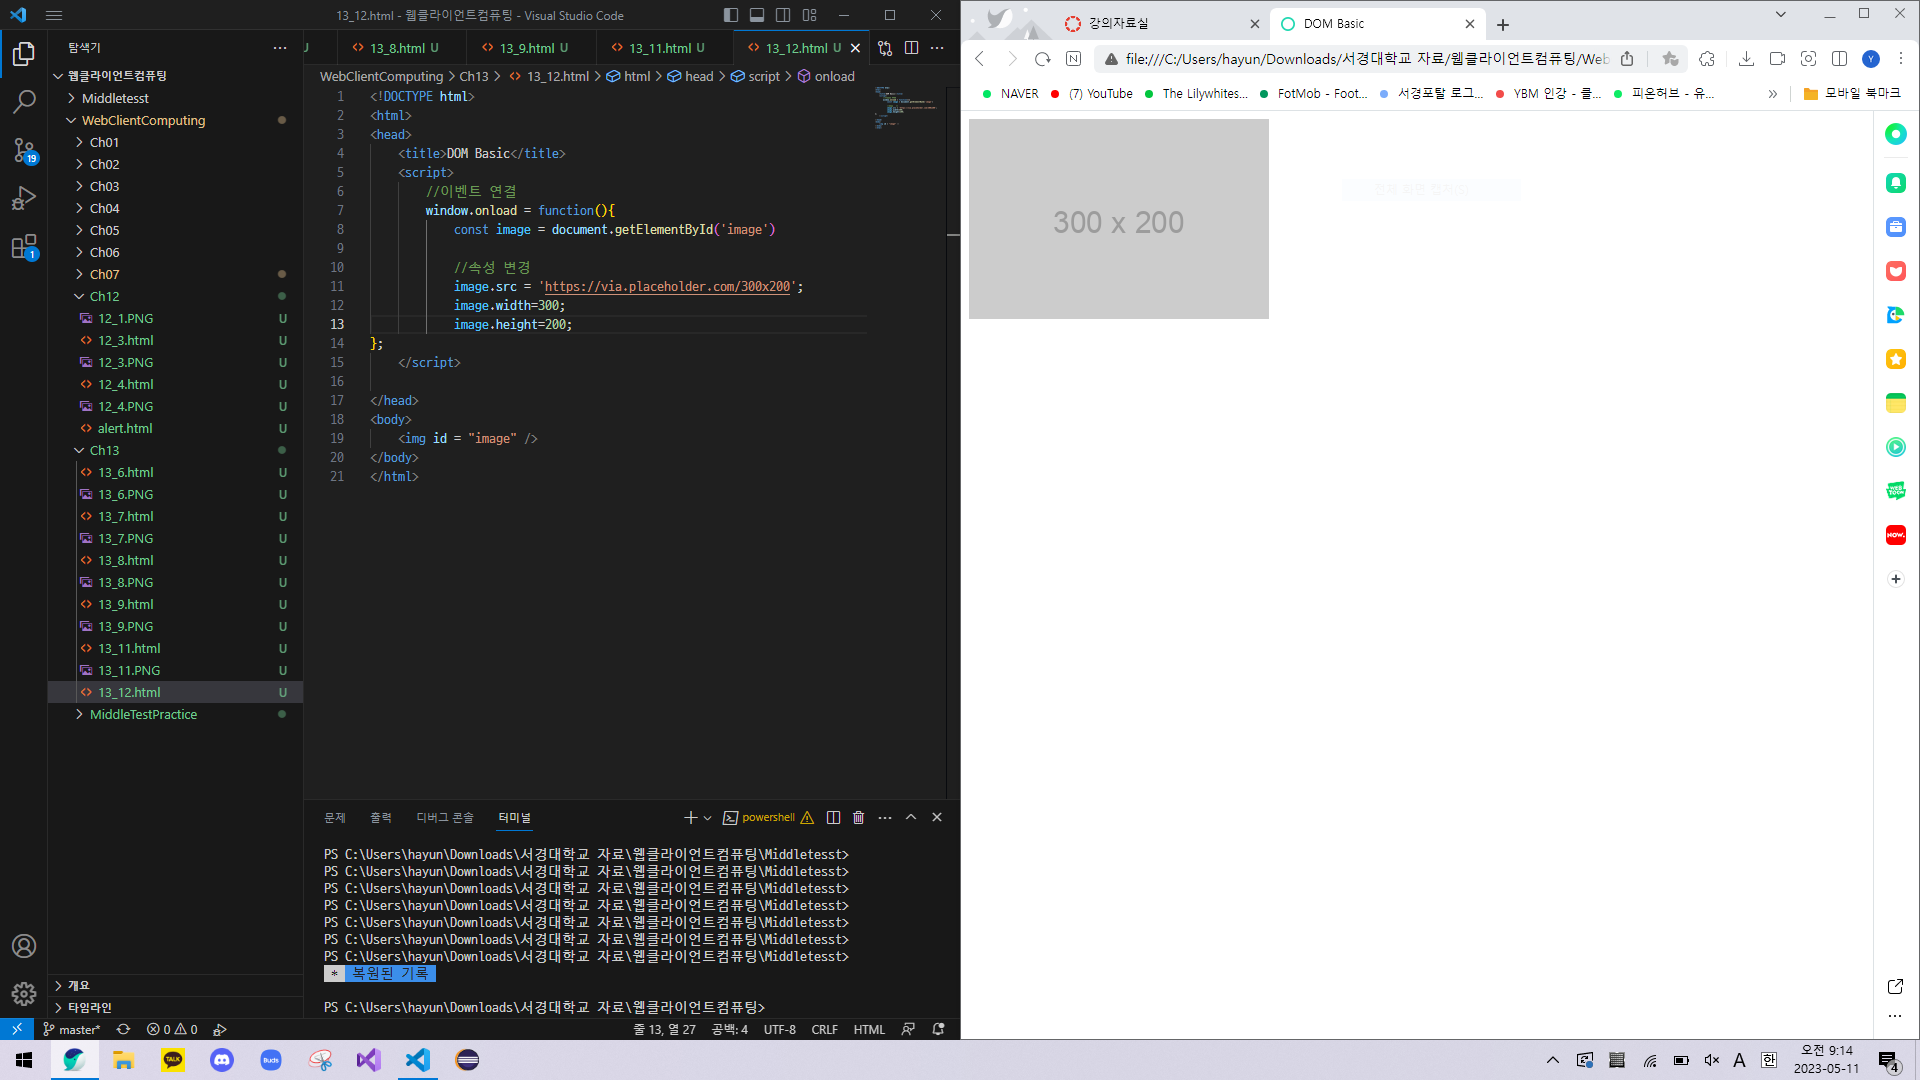 13_12.html - 웹클라이언트컴퓨팅 - Visual Studio Code
탐색기
웹클라이언트컴퓨팅
Middletesst
WebClientComputing
Ch01
Ch02
Ch03
Ch04
Ch05
Ch06
Ch07
Ch12
12_1.PNG U
12_3.html U
12_3.PNG U
12_4.html U
12_4.PNG U
alert.html U
Ch13
13_6.html U
13_6.PNG U
13_7.html U
13_7.PNG U
13_8.html U
13_8.PNG U
13_9.html U
13_9.PNG U
13_11.html U
13_11.PNG U
13_12.html U
MiddleTestPractice
개요
타임라인
19
1
U 13_8.html U 13_9.html U 13_11.html U 13_12.html U
WebClientComputing > Ch13 > 13_12.html > html > head > script > onload
1 <!DOCTYPE html>
2 <html>
3 <head>
4 <title>DOM Basic</title>
5 <script>
6 //이벤트 연결
7 window.onload = function(){
8 const image = document.getElementById('image')
9
10 //속성 변경
11 image.src = 'https://via.placeholder.com/300x200';
12 image.width=300;
13 image.height=200;
14 };
15 </script>
16
17 </head>
18 <body>
19 <img id = "image" />
20 </body>
21 </html>
문제 출력 디버그 콘솔 터미널 powershell
PS C:\Users\hayun\Downloads\서경대학교 자료\웹클라이언트컴퓨팅\Middletesst>
PS C:\Users\hayun\Downloads\서경대학교 자료\웹클라이언트컴퓨팅\Middletesst>
PS C:\Users\hayun\Downloads\서경대학교 자료\웹클라이언트컴퓨팅\Middletesst>
PS C:\Users\hayun\Downloads\서경대학교 자료\웹클라이언트컴퓨팅\Middletesst>
PS C:\Users\hayun\Downloads\서경대학교 자료\웹클라이언트컴퓨팅\Middletesst>
PS C:\Users\hayun\Downloads\서경대학교 자료\웹클라이언트컴퓨팅\Middletesst>
PS C:\Users\hayun\Downloads\서경대학교 자료\웹클라이언트컴퓨팅\Middletesst>
* 복원된 기록
PS C:\Users\hayun\Downloads\서경대학교 자료\웹클라이언트컴퓨팅>
master* 0 0 줄 13, 열 27 공백: 4 UTF-8 CRLF HTML
강의자료실 DOM Basic
file:///C:/Users/hayun/Downloads/서경대학교 자료/웹클라이언트컴퓨팅/Web
N
Y
NAVER (7) YouTube The Lilywhites... FotMob - Foot... 서경포탈 로그... YBM 인강 - 클... 피온허브 - 유... » 모바일 북마크
300 x 200
WEB TOON
NOW.
TALK
Buds
A 한
오전 9:14
2023-05-11
4